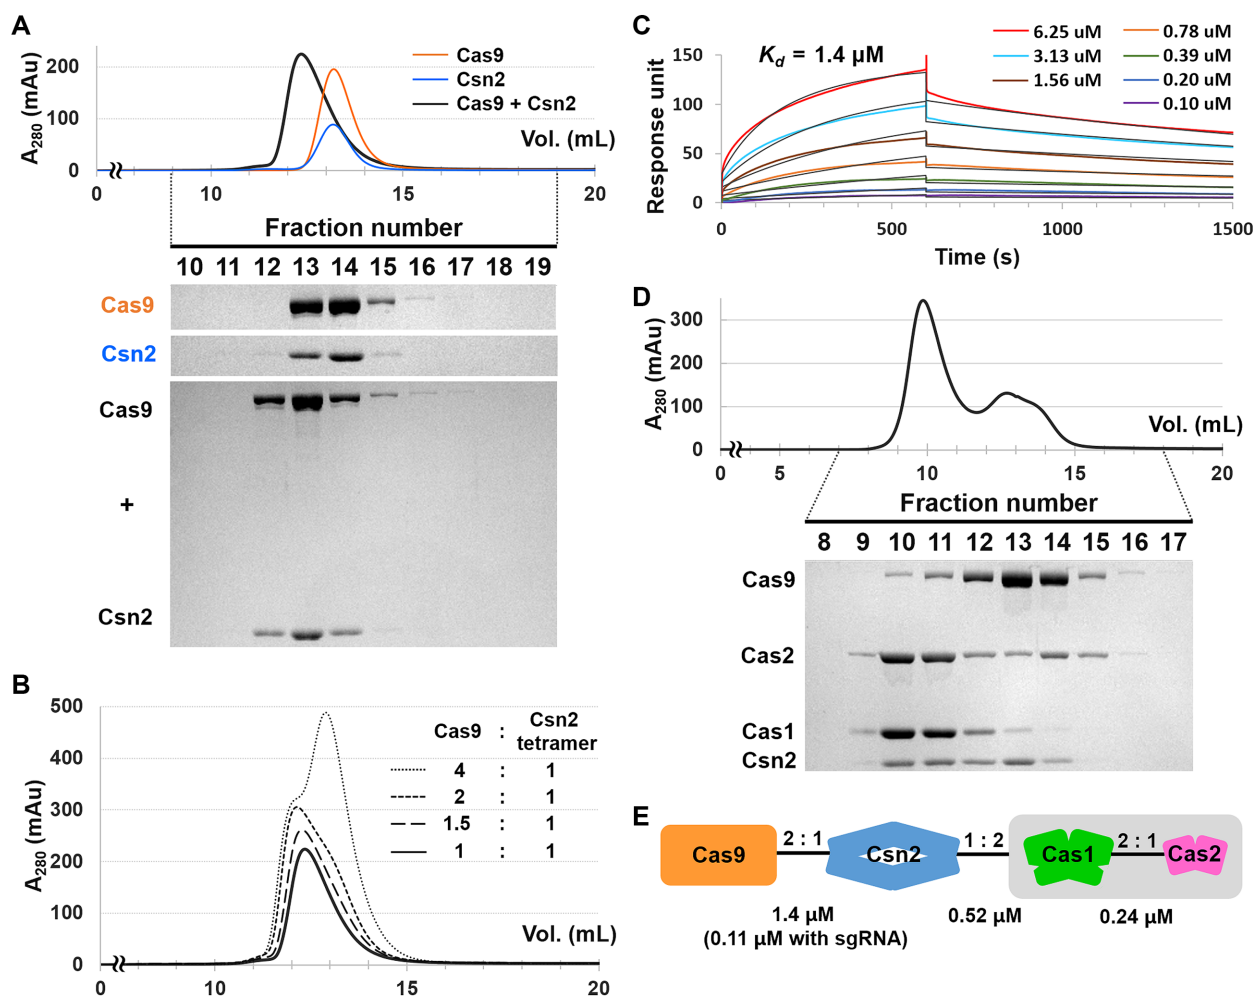 A
A280 (mAu)
200
100
0
Cas9
Csn2
Cas9 + Csn2
Vol. (mL)
0 10 15 20
Fraction number
10 11 12 13 14 15 16 17 18 19
Cas9
Csn2
Cas9
+
Csn2
B
A280 (mAu)
500
400
300
200
100
0
Cas9 : Csn2 tetramer
4 : 1
2 : 1
1.5 : 1
1 : 1
Vol. (mL)
0 10 15 20
C
Response unit
150
100
50
0
Kd = 1.4 µM
6.25 uM
3.13 uM
1.56 uM
0.78 uM
0.39 uM
0.20 uM
0.10 uM
0 500 1000 1500
Time (s)
D
A280 (mAu)
300
200
100
0
Vol. (mL)
0 5 10 15 20
Fraction number
8 9 10 11 12 13 14 15 16 17
Cas9
Cas2
Cas1
Csn2
E
Cas9 2 : 1 Csn2 1 : 2 Cas1 2 : 1 Cas2
1.4 µM 0.52 µM 0.24 µM
(0.11 µM with sgRNA)